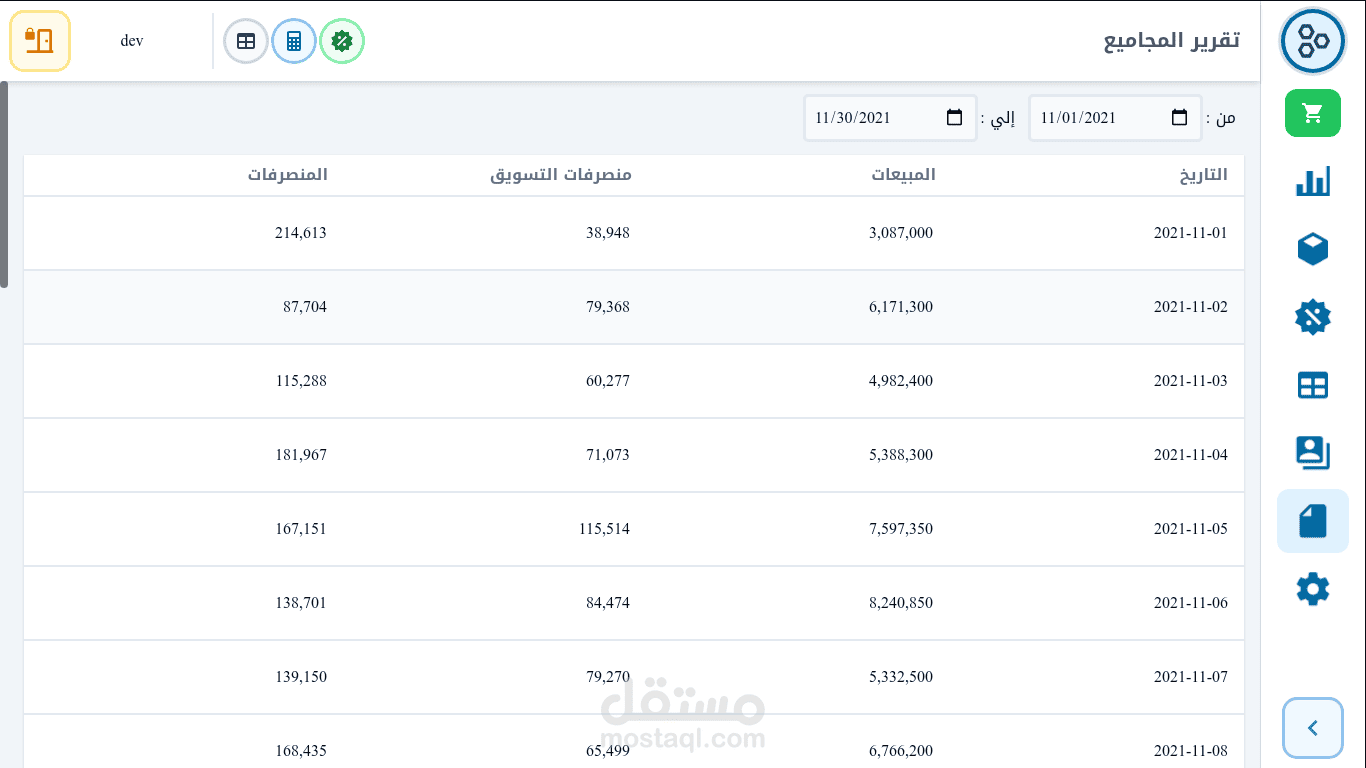 تقرير المجاميع
dev
من : 11/01/2021 إلي : 11/30/2021
التاريخ المبيعات منصرفات التسويق المنصرفات
2021-11-01 3,087,000 38,948 214,613
2021-11-02 6,171,300 79,368 87,704
2021-11-03 4,982,400 60,277 115,288
2021-11-04 5,388,300 71,073 181,967
2021-11-05 7,597,350 115,514 167,151
2021-11-06 8,240,850 84,474 138,701
2021-11-07 5,332,500 79,270 139,150
2021-11-08 6,766,200 65,499 168,435
مستقل
mostaql.com